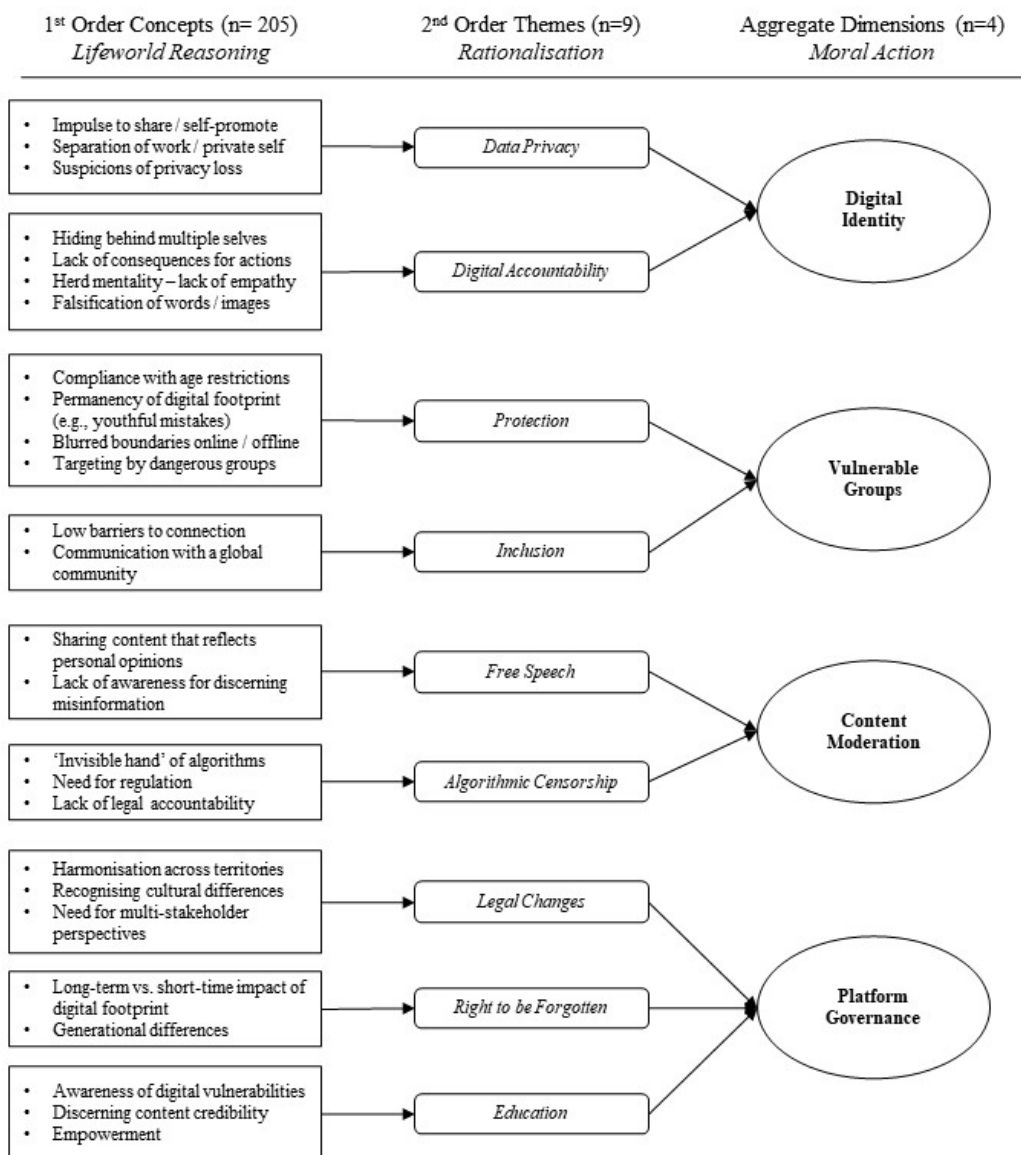 1st Order Concepts (n= 205)
Lifeworld Reasoning
2nd Order Themes (n=9)
Rationalisation
Aggregate Dimensions (n=4)
Moral Action
• Impulse to share / self-promote
• Separation of work / private self
• Suspicions of privacy loss
Data Privacy
Digital
Identity
• Hiding behind multiple selves
• Lack of consequences for actions
• Herd mentality – lack of empathy
• Falsification of words / images
Digital Accountability
• Compliance with age restrictions
• Permanency of digital footprint
(e.g., youthful mistakes)
• Blurred boundaries online / offline
• Targeting by dangerous groups
Protection
Vulnerable
Groups
• Low barriers to connection
• Communication with a global
community
Inclusion
• Sharing content that reflects
personal opinions
• Lack of awareness for discerning
misinformation
Free Speech
Content
Moderation
• ‘Invisible hand’ of algorithms
• Need for regulation
• Lack of legal accountability
Algorithmic Censorship
• Harmonisation across territories
• Recognising cultural differences
• Need for multi-stakeholder
perspectives
Legal Changes
• Long-term vs. short-time impact of
digital footprint
• Generational differences
Right to be Forgotten
Platform
Governance
• Awareness of digital vulnerabilities
• Discerning content credibility
• Empowerment
Education